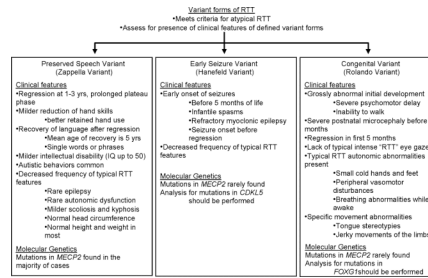 Variant forms of RTT
•Meets criteria for atypical RTT
•Assess for presence of clinical features of defined variant forms
Preserved Speech Variant
(Zappella Variant)
Clinical features
•Regression at 1-3 yrs, prolonged plateau
phase
•Milder reduction of hand skills
•better retained hand use
•Recovery of language after regression
•Mean age of recovery is 5 yrs
•Single words or phrases
•Milder intellectual disability (IQ up to 50)
•Autistic behaviors common
•Decreased frequency of typical RTT
features
•Rare epilepsy
•Rare autonomic dysfunction
•Milder scoliosis and kyphosis
•Normal head circumference
•Normal height and weight in
most
Molecular Genetics
Mutations in MECP2 found in the
majority of cases
Early Seizure Variant
(Hanefeld Variant)
Clinical features
•Early onset of seizures
•Before 5 months of life
•Infantile spasms
•Refractory myoclonic epilepsy
•Seizure onset before
regression
•Decreased frequency of typical RTT
features
Molecular Genetics
Mutations in MECP2 rarely found
Analysis for mutations in CDKL5
should be performed
Congenital Variant
(Rolando Variant)
Clinical features
•Grossly abnormal initial development
•Severe psychomotor delay
•Inability to walk
•Severe postnatal microcephaly before
months
•Regression in first 5 months
•Lack of typical intense "RTT" eye gaze
•Typical RTT autonomic abnormalities
present
•Small cold hands and feet
•Peripheral vasomotor
disturbances
•Breathing abnormalities while
awake
•Specific movement abnormalities
•Tongue stereotypies
•Jerky movements of the limbs
Molecular Genetics
Mutations in MECP2 rarely found
Analysis for mutations in
FOXG1should be performed